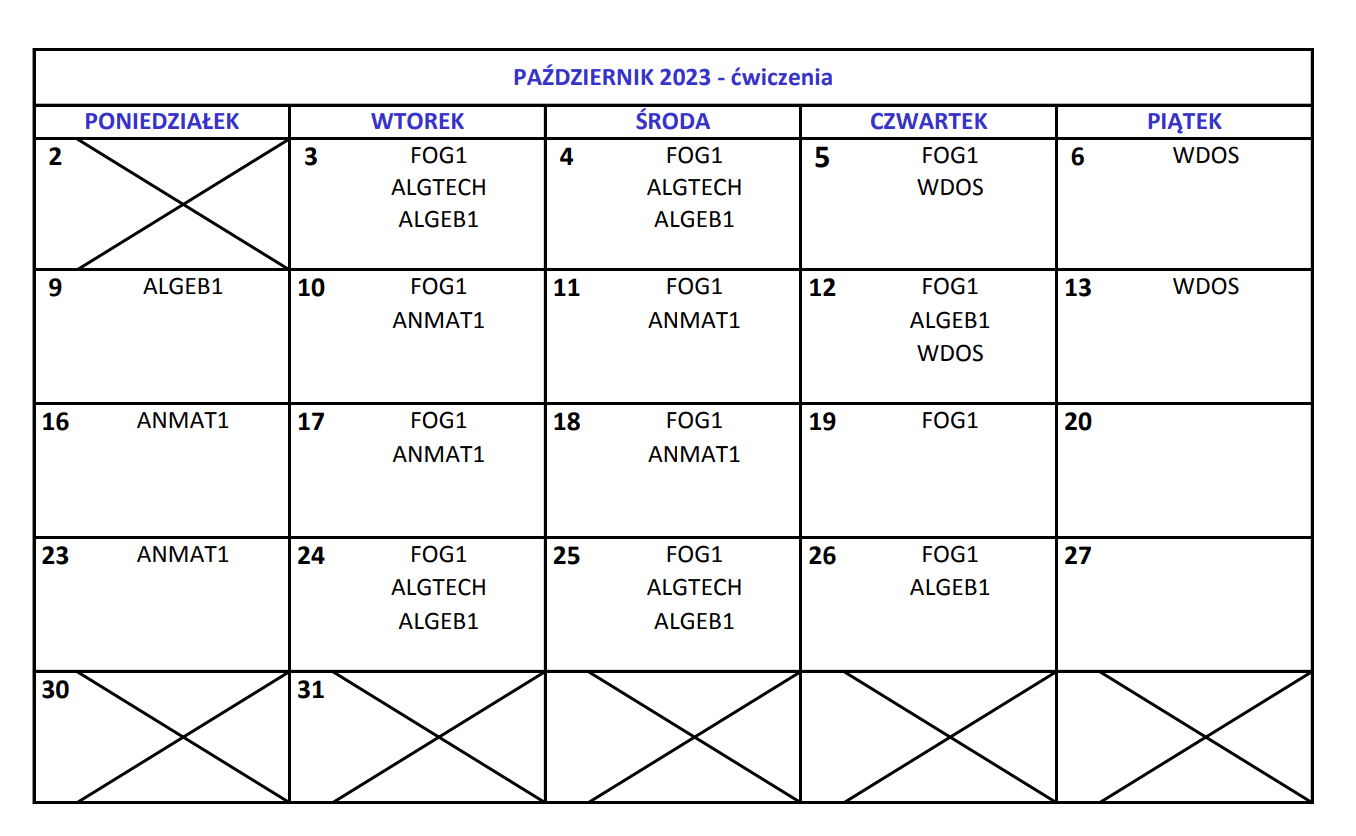 PAŹDZIERNIK 2023 - ćwiczenia
PONIEDZIAŁEK WTOREK ŚRODA CZWARTEK PIĄTEK
2 3 FOG1 4 FOG1 5 FOG1 6 WDOS
ALGTECH ALGTECH WDOS
ALGEB1 ALGEB1
9 ALGEB1 10 FOG1 11 FOG1 12 FOG1 13 WDOS
ANMAT1 ANMAT1 ALGEB1
WDOS
16 ANMAT1 17 FOG1 18 FOG1 19 FOG1 20
ANMAT1 ANMAT1
23 ANMAT1 24 FOG1 25 FOG1 26 FOG1 27
ALGTECH ALGTECH ALGEB1
ALGEB1 ALGEB1
30 31